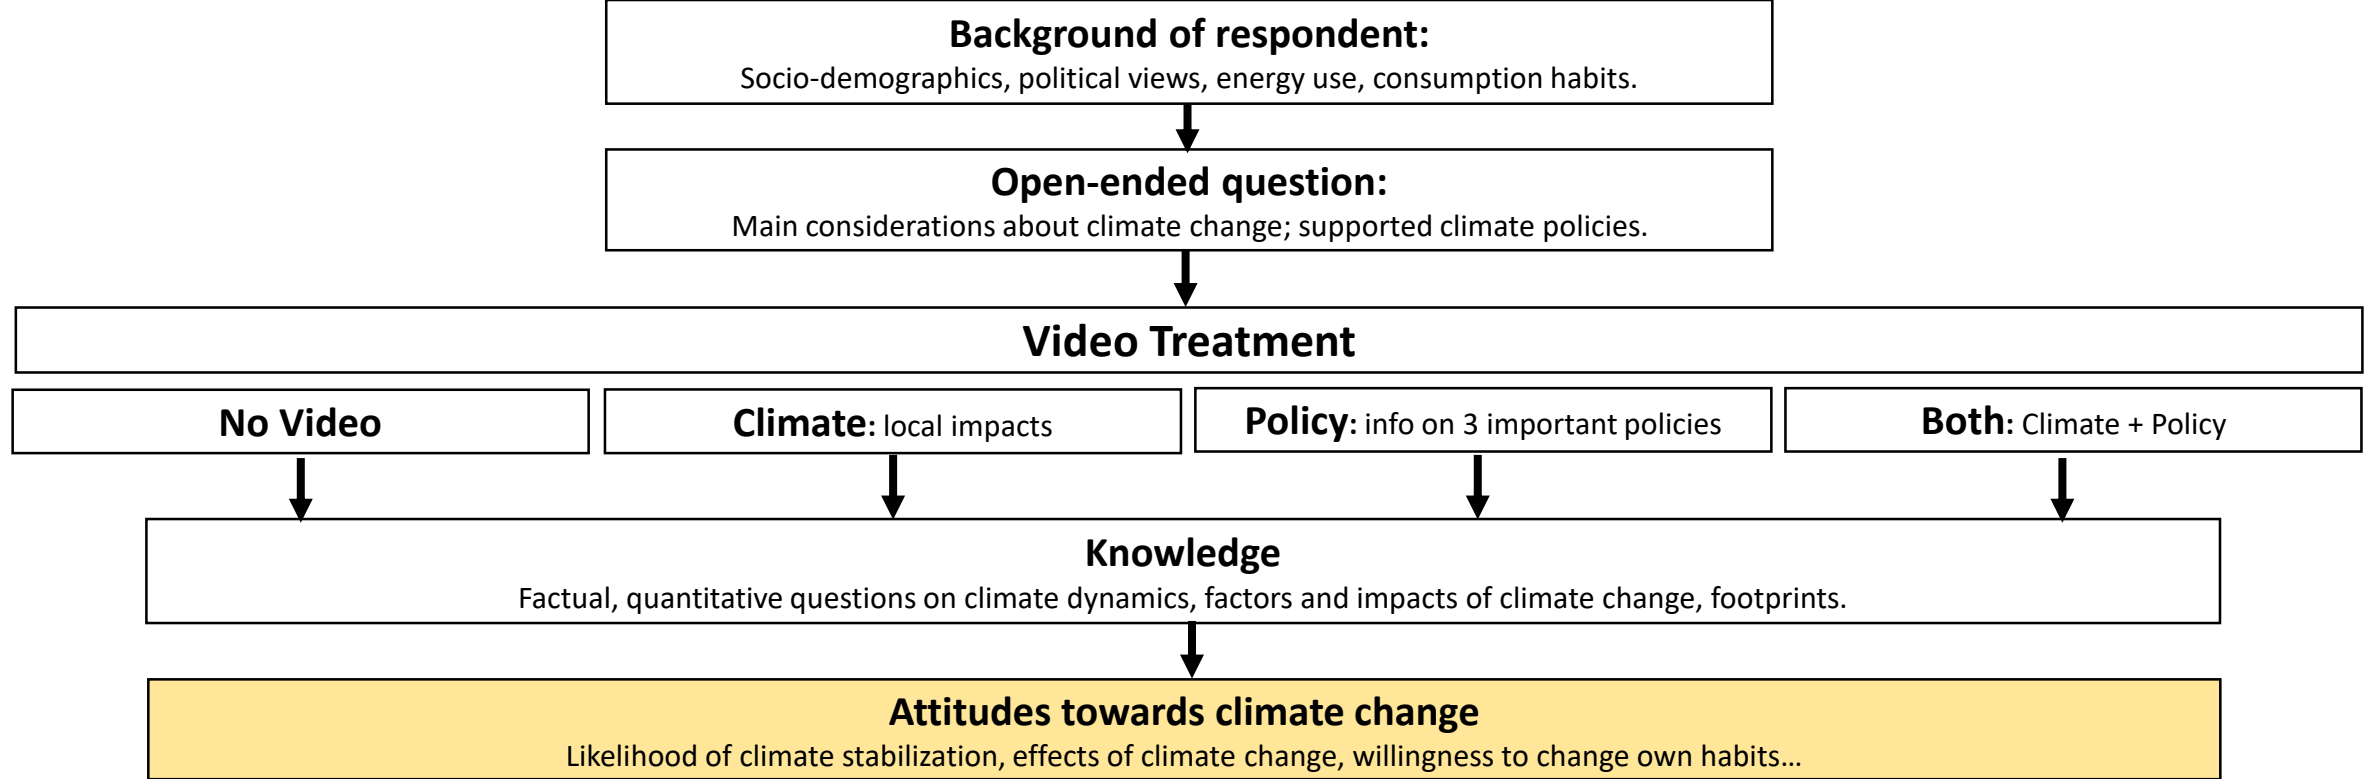 Background of respondent:
Socio-demographics, political views, energy use, consumption habits.
Open-ended question:
Main considerations about climate change; supported climate policies.
Video Treatment
No Video
Climate: local impacts
Policy: info on 3 important policies
Both: Climate + Policy
Knowledge
Factual, quantitative questions on climate dynamics, factors and impacts of climate change, footprints.
Attitudes towards climate change
Likelihood of climate stabilization, effects of climate change, willingness to change own habits…